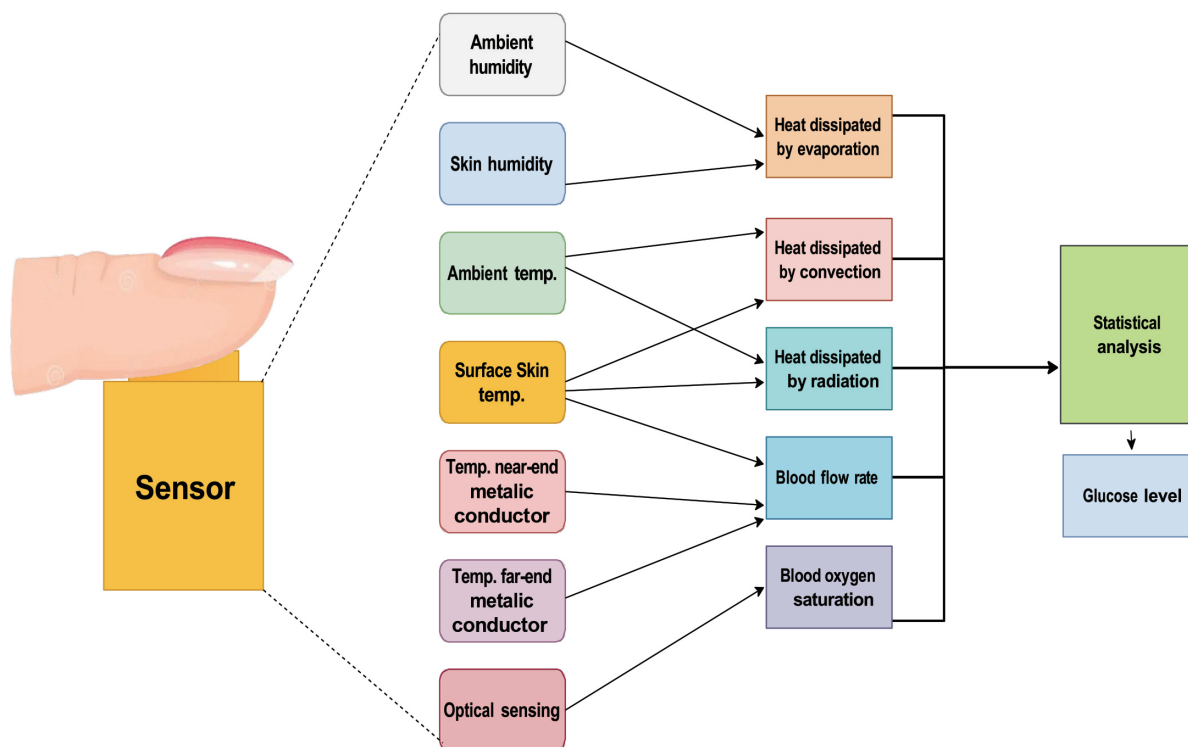 Sensor
Ambient
humidity
Skin humidity
Ambient temp.
Surface Skin
temp.
Temp. near-end
metalic
conductor
Temp. far-end
metalic
conductor
Optical sensing
Heat dissipated
by evaporation
Heat dissipated
by convection
Heat dissipated
by radiation
Blood flow rate
Blood oxygen
saturation
Statistical
analysis
Glucose level